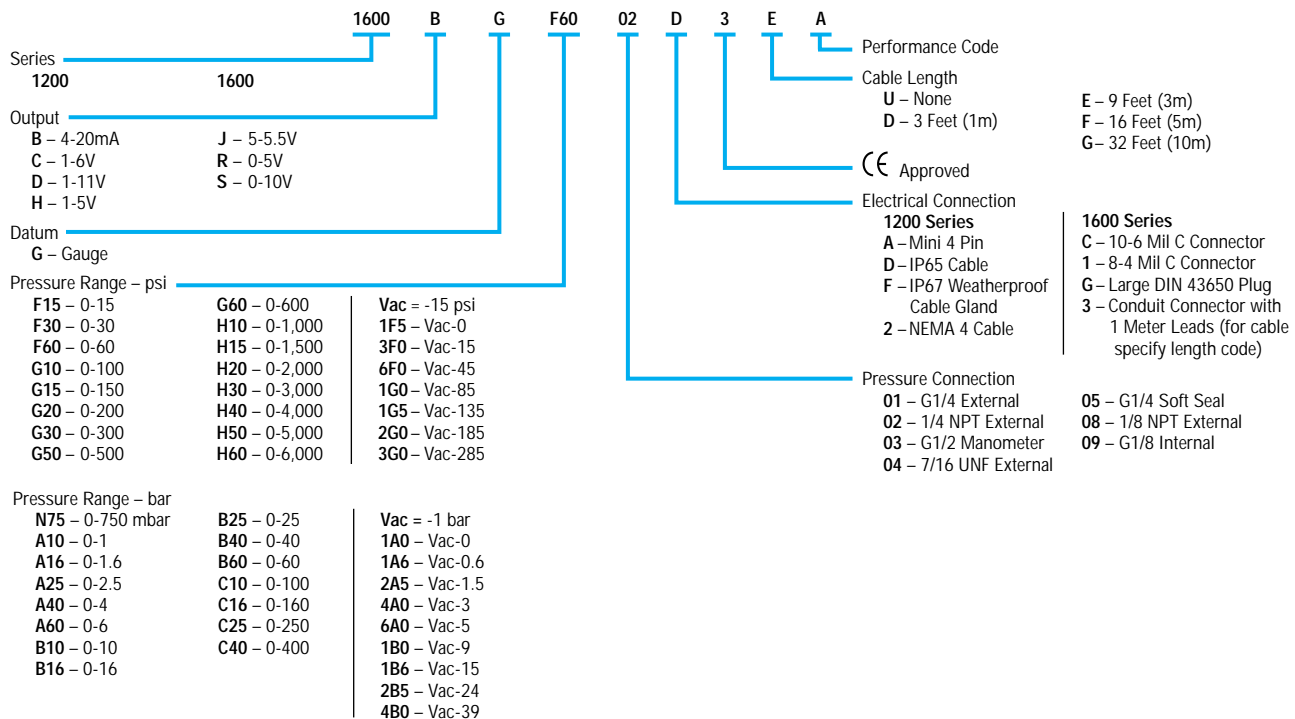 1600 B G F60 02 D 3 E A
Series
1200 1600
Output
B – 4-20mA J – 5-5.5V
C – 1-6V R – 0-5V
D – 1-11V S – 0-10V
H – 1-5V
Datum
G – Gauge
Pressure Range – psi
F15 – 0-15 G60 – 0-600 Vac = -15 psi
F30 – 0-30 H10 – 0-1,000 1F5 – Vac-0
F60 – 0-60 H15 – 0-1,500 3F0 – Vac-15
G10 – 0-100 H20 – 0-2,000 6F0 – Vac-45
G15 – 0-150 H30 – 0-3,000 1G0 – Vac-85
G20 – 0-200 H40 – 0-4,000 1G5 – Vac-135
G30 – 0-300 H50 – 0-5,000 2G0 – Vac-185
G50 – 0-500 H60 – 0-6,000 3G0 – Vac-285
Pressure Range – bar
N75 – 0-750 mbar B25 – 0-25 Vac = -1 bar
A10 – 0-1 B40 – 0-40 1A0 – Vac-0
A16 – 0-1.6 B60 – 0-60 1A6 – Vac-0.6
A25 – 0-2.5 C10 – 0-100 2A5 – Vac-1.5
A40 – 0-4 C16 – 0-160 4A0 – Vac-3
A60 – 0-6 C25 – 0-250 6A0 – Vac-5
B10 – 0-10 C40 – 0-400 1B0 – Vac-9
B16 – 0-16 1B6 – Vac-15
2B5 – Vac-24
4B0 – Vac-39
Performance Code
Cable Length
U – None E – 9 Feet (3m)
D – 3 Feet (1m) F – 16 Feet (5m)
G– 32 Feet (10m)
CE Approved
Electrical Connection
1200 Series
A – Mini 4 Pin
D – IP65 Cable
F – IP67 Weatherproof
Cable Gland
2 – NEMA 4 Cable
1600 Series
C – 10-6 Mil C Connector
1 – 8-4 Mil C Connector
G – Large DIN 43650 Plug
3 – Conduit Connector with
1 Meter Leads (for cable
specify length code)
Pressure Connection
01 – G1/4 External 05 – G1/4 Soft Seal
02 – 1/4 NPT External 08 – 1/8 NPT External
03 – G1/2 Manometer 09 – G1/8 Internal
04 – 7/16 UNF External